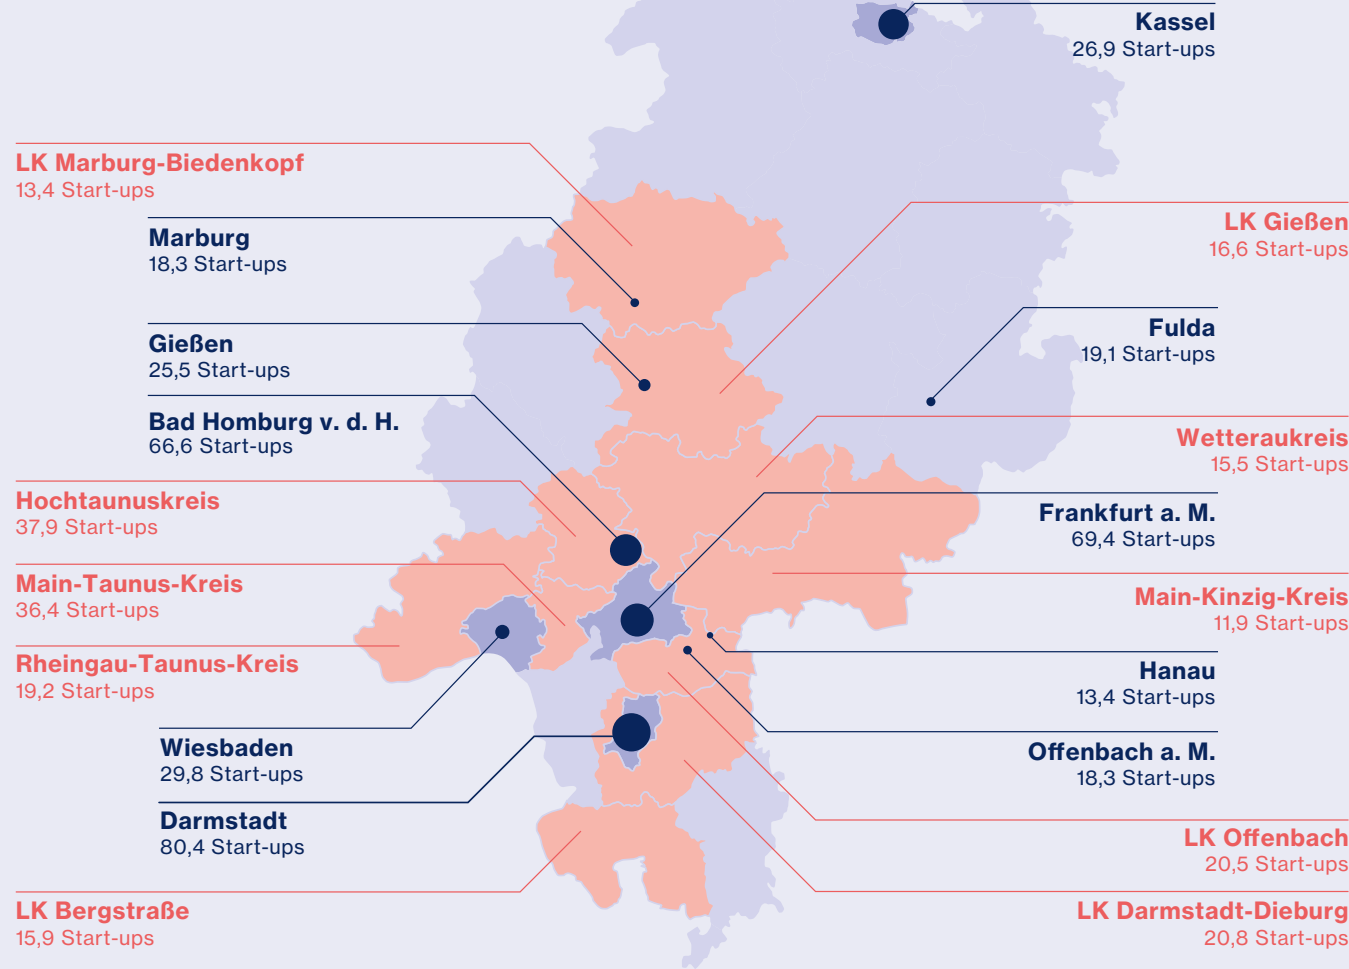 Kassel
26,9 Start-ups
LK Marburg-Biedenkopf
13,4 Start-ups
Marburg
18,3 Start-ups
LK Gießen
16,6 Start-ups
Gießen
25,5 Start-ups
Fulda
19,1 Start-ups
Bad Homburg v. d. H.
66,6 Start-ups
Wetteraukreis
15,5 Start-ups
Hochtaunuskreis
37,9 Start-ups
Frankfurt a. M.
69,4 Start-ups
Main-Taunus-Kreis
36,4 Start-ups
Main-Kinzig-Kreis
11,9 Start-ups
Rheingau-Taunus-Kreis
19,2 Start-ups
Hanau
13,4 Start-ups
Wiesbaden
29,8 Start-ups
Offenbach a. M.
18,3 Start-ups
Darmstadt
80,4 Start-ups
LK Offenbach
20,5 Start-ups
LK Bergstraße
15,9 Start-ups
LK Darmstadt-Dieburg
20,8 Start-ups